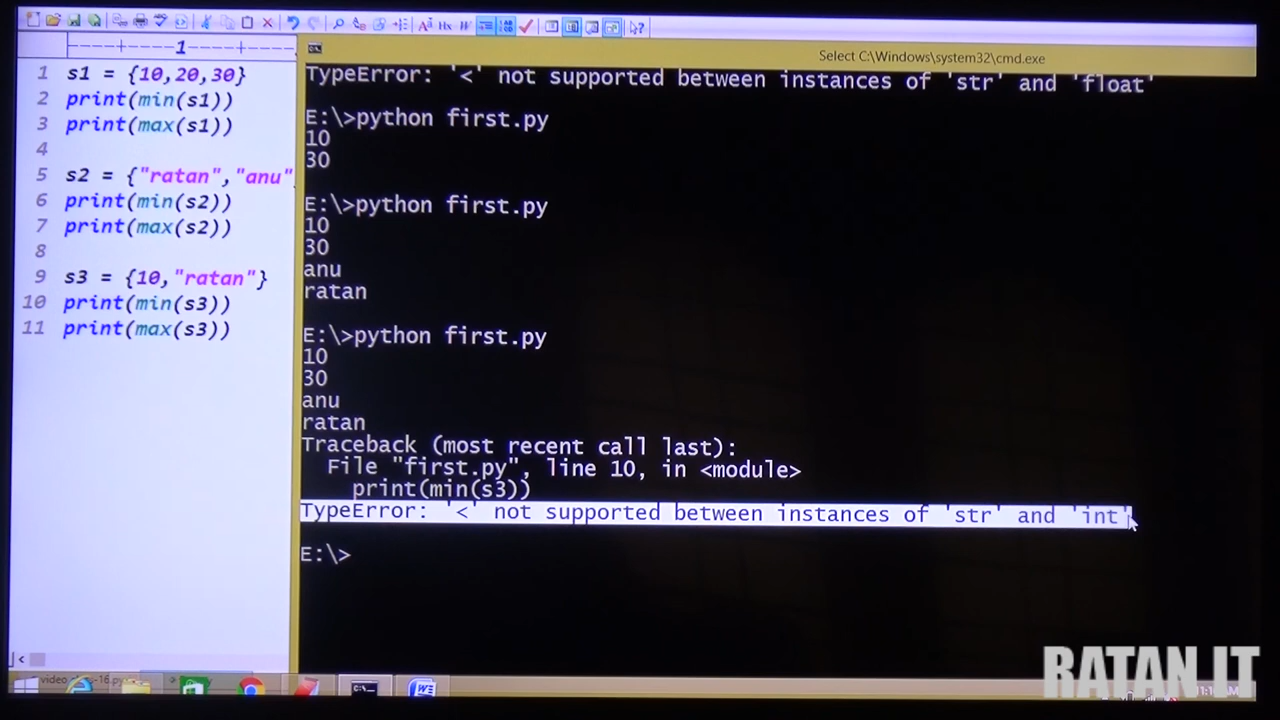 1
Select C:\Windows\system32\cmd.exe
1 s1 = {10,20,30}
2 print(min(s1))
3 print(max(s1))
4
5 s2 = {"ratan","anu"
6 print(min(s2))
7 print(max(s2))
8
9 s3 = {10,"ratan"}
10 print(min(s3))
11 print(max(s3))
TypeError: '<' not supported between instances of 'str' and 'float'
E:\>python first.py
10
30
E:\>python first.py
10
30
anu
ratan
E:\>python first.py
10
30
anu
ratan
Traceback (most recent call last):
File "first.py", line 10, in <module>
print(min(s3))
TypeError: '<' not supported between instances of 'str' and 'int'
E:\>
RATAN IT